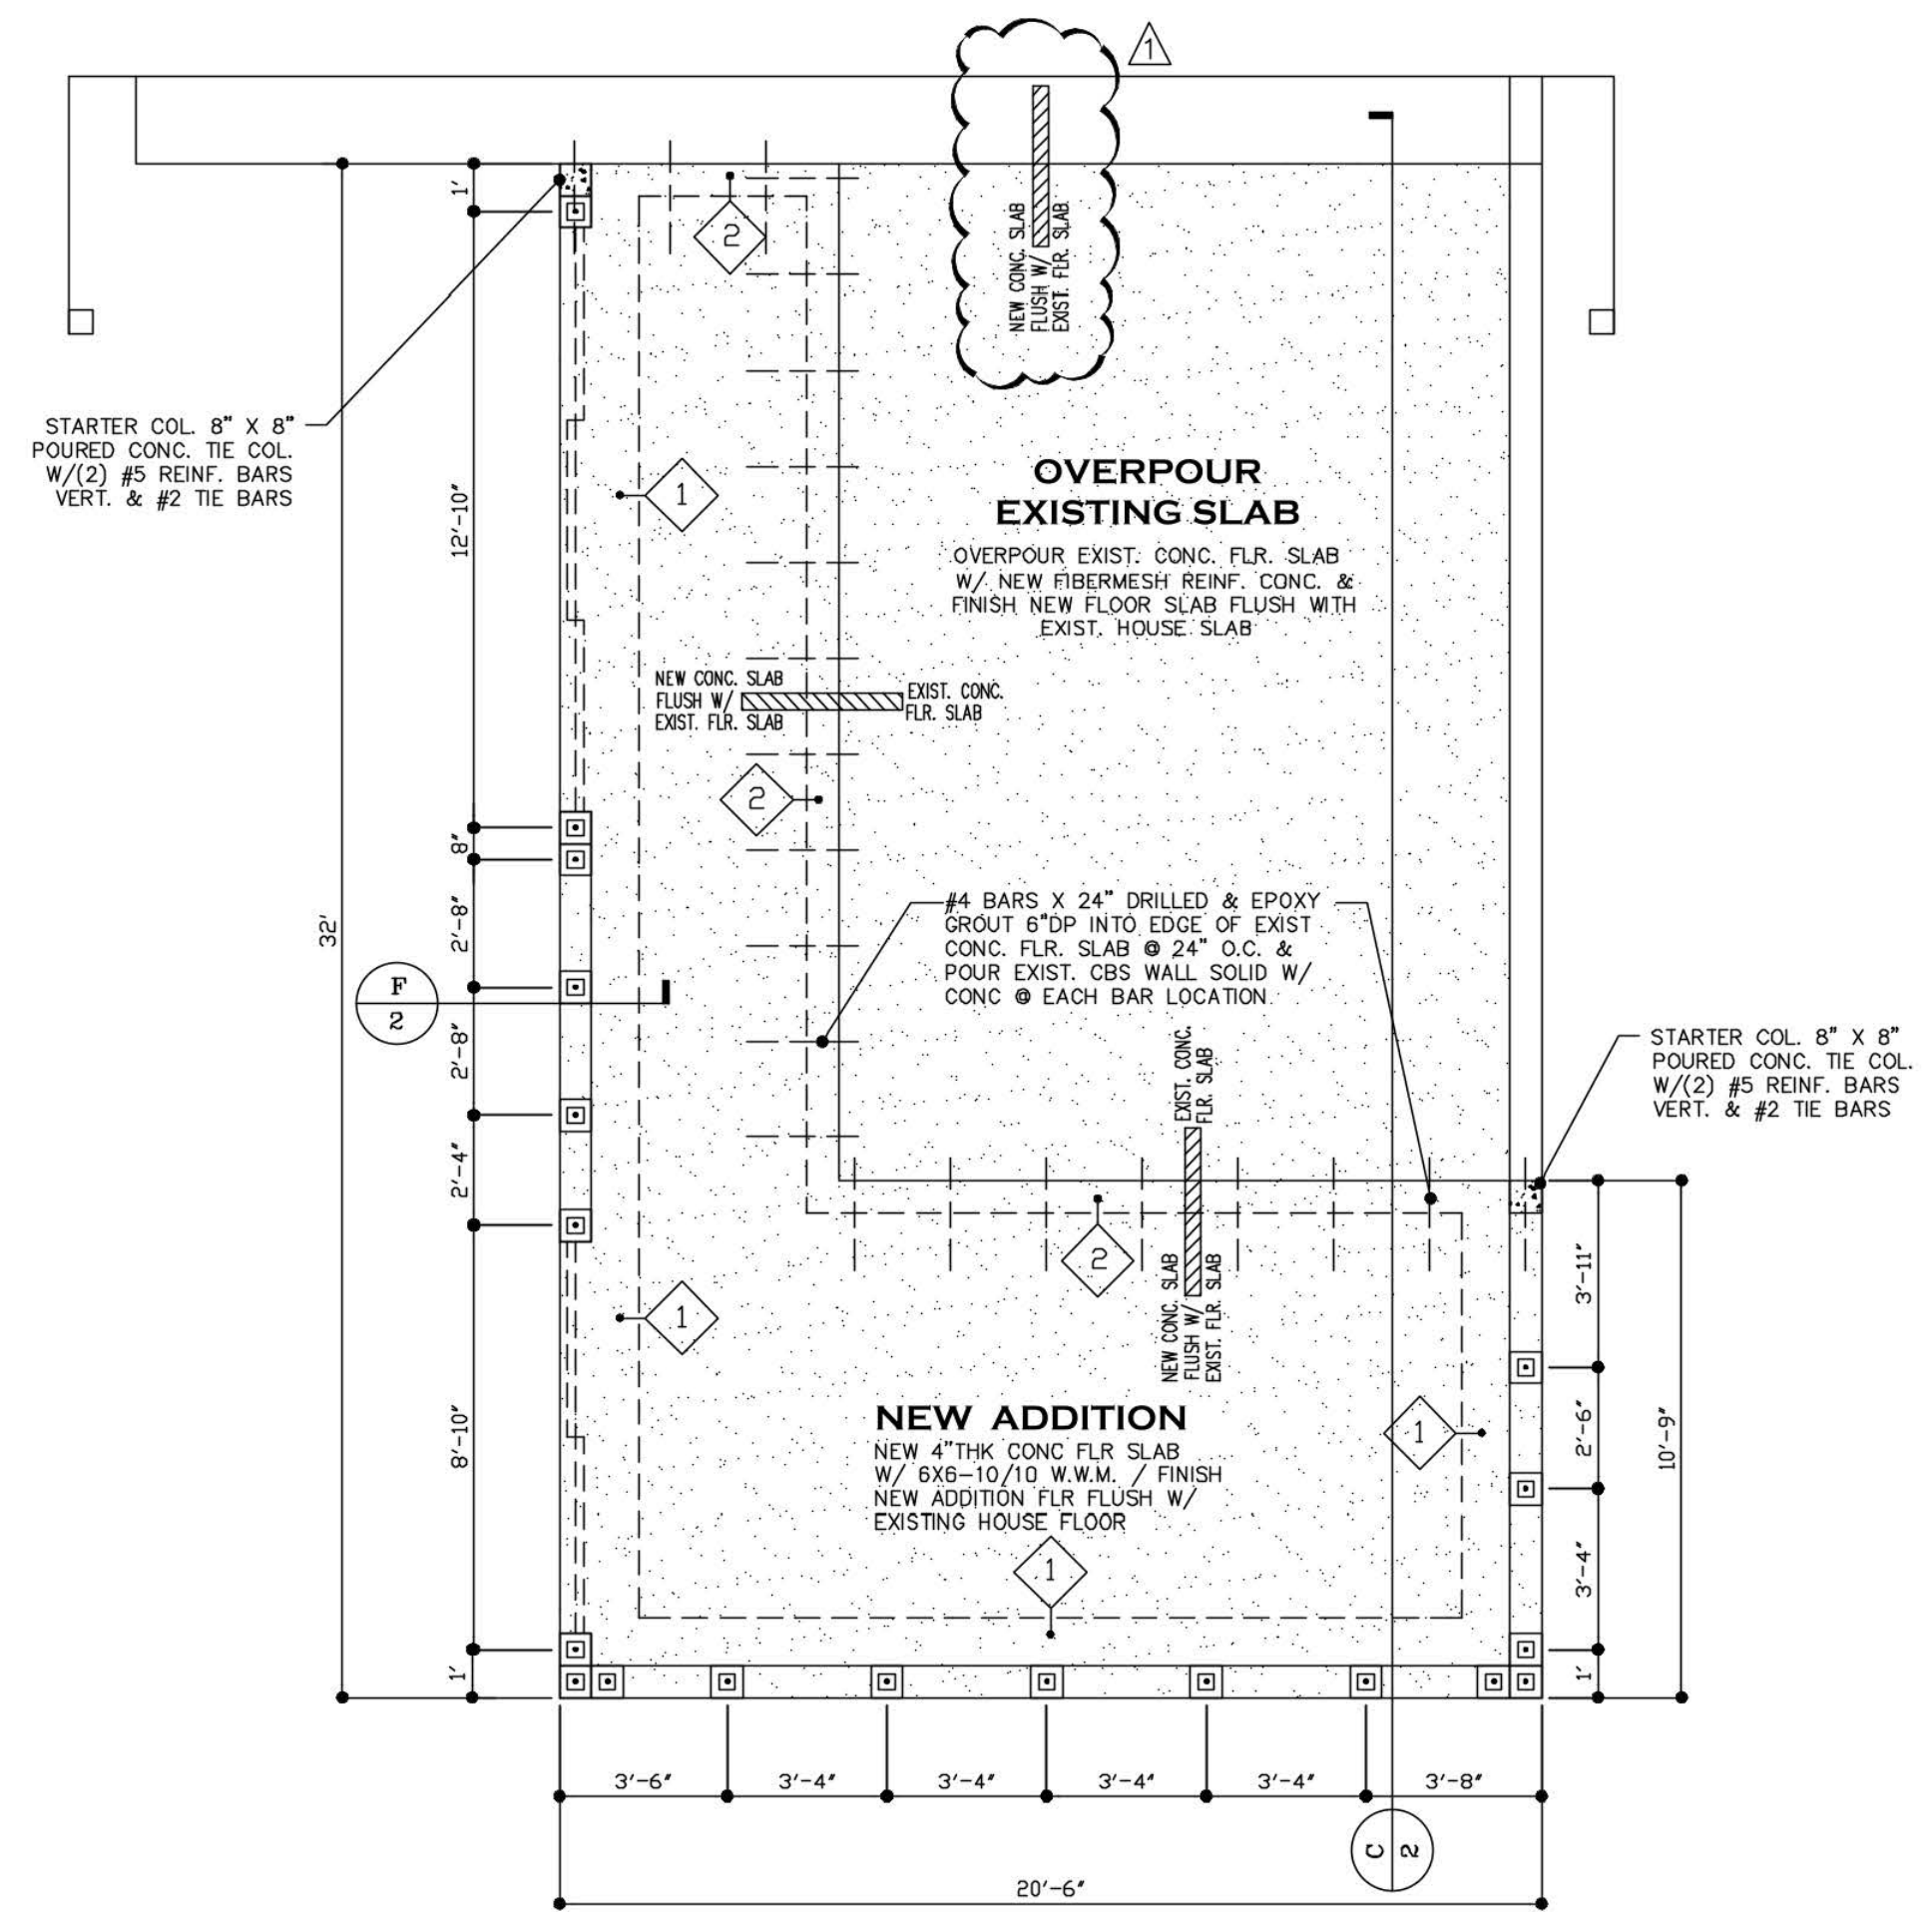 1
1'
2
NEW CONC. SLAB
FLUSH W/
EXIST. FLR. SLAB
STARTER COL. 8" X 8"
POURED CONC. TIE COL.
W/(2) #5 REINF. BARS
VERT. & #2 TIE BARS
12'-10"
1
OVERPOUR
EXISTING SLAB
OVERPOUR EXIST. CONC. FLR. SLAB
W/ NEW FIBERMESH REINF. CONC. &
FINISH NEW FLOOR SLAB FLUSH WITH
EXIST. HOUSE SLAB
NEW CONC. SLAB
FLUSH W/
EXIST. FLR. SLAB
EXIST. CONC.
FLR. SLAB
2
8"
32'
2'-8"
#4 BARS X 24" DRILLED & EPOXY
GROUT 6"DP INTO EDGE OF EXIST
CONC. FLR. SLAB @ 24" O.C. &
POUR EXIST. CBS WALL SOLID W/
CONC @ EACH BAR LOCATION
F
2
2'-8"
EXIST. CONC.
FLR. SLAB
STARTER COL. 8" X 8"
POURED CONC. TIE COL.
W/(2) #5 REINF. BARS
VERT. & #2 TIE BARS
2'-4"
2
3'-11"
NEW CONC. SLAB
FLUSH W/
EXIST. FLR. SLAB
1
8'-10"
NEW ADDITION
NEW 4"THK CONC FLR SLAB
W/ 6X6-10/10 W.W.M. / FINISH
NEW ADDITION FLR FLUSH W/
EXISTING HOUSE FLOOR
1
2'-6"
10'-9"
1
3'-4"
1'
1'
3'-6"
3'-4"
3'-4"
3'-4"
3'-4"
3'-8"
C
2
20'-6"